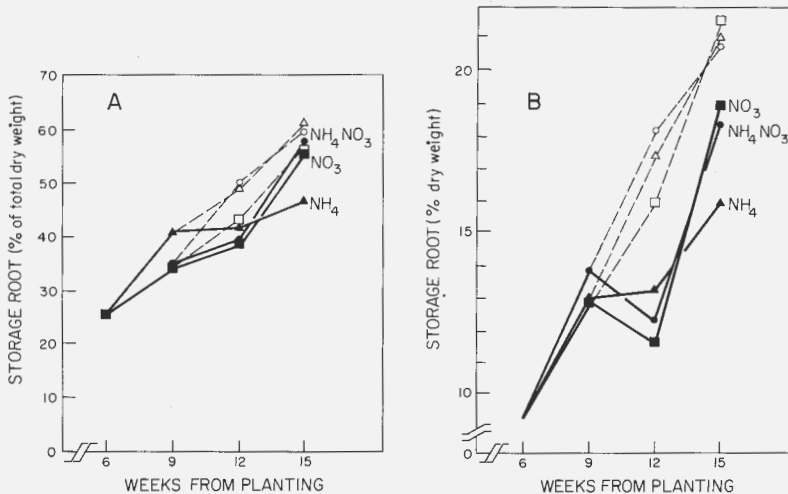 A
STORAGE ROOT (% of total dry weight)
70
60
50
40
30
20
10
0
6
9
12
15
WEEKS FROM PLANTING
NH₄NO₃
NO₃
NH₄
B
STORAGE ROOT (% dry weight)
20
15
10
0
6
9
12
15
WEEKS FROM PLANTING
NO₃
NH₄NO₃
NH₄